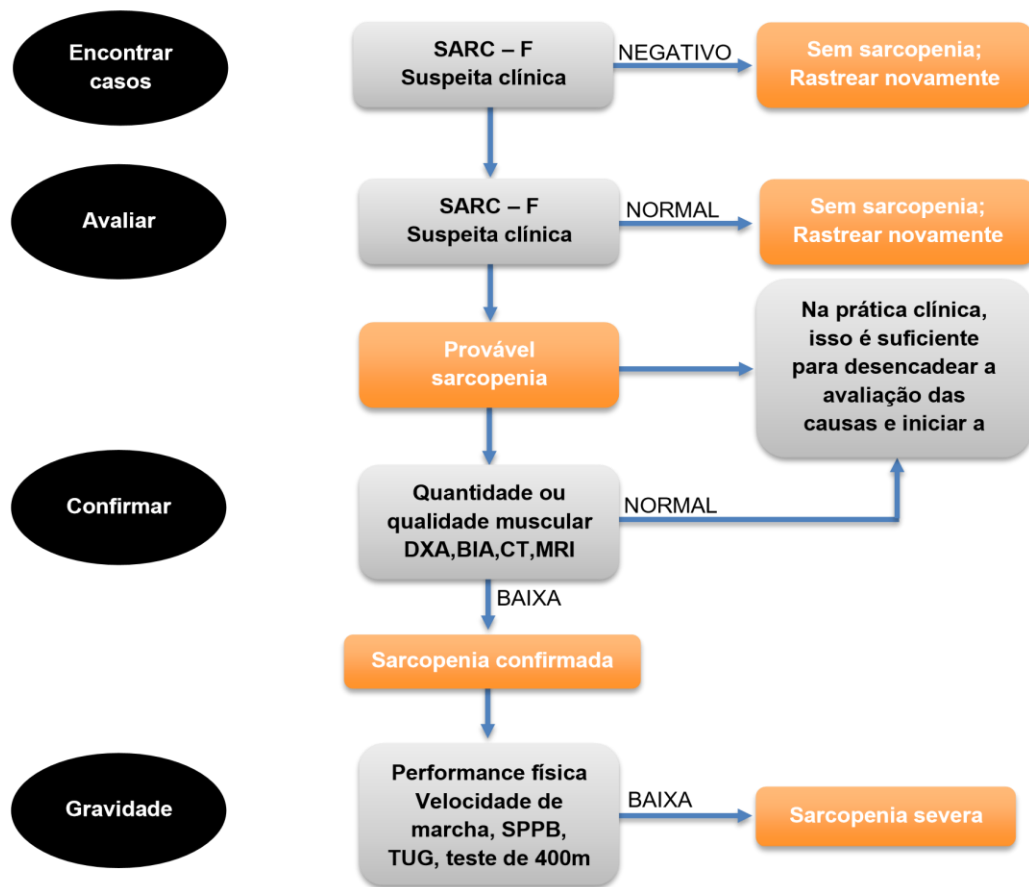 Encontrar
casos
SARC – F
Suspeita clínica
NEGATIVO
Sem sarcopenia;
Rastrear novamente
Avaliar
SARC – F
Suspeita clínica
NORMAL
Sem sarcopenia;
Rastrear novamente
Provável
sarcopenia
Na prática clínica,
isso é suficiente
para desencadear a
avaliação das
causas e iniciar a
Confirmar
Quantidade ou
qualidade muscular
DXA,BIA,CT,MRI
NORMAL
BAIXA
Sarcopenia confirmada
Gravidade
Performance física
Velocidade de
marcha, SPPB,
TUG, teste de 400m
BAIXA
Sarcopenia severa